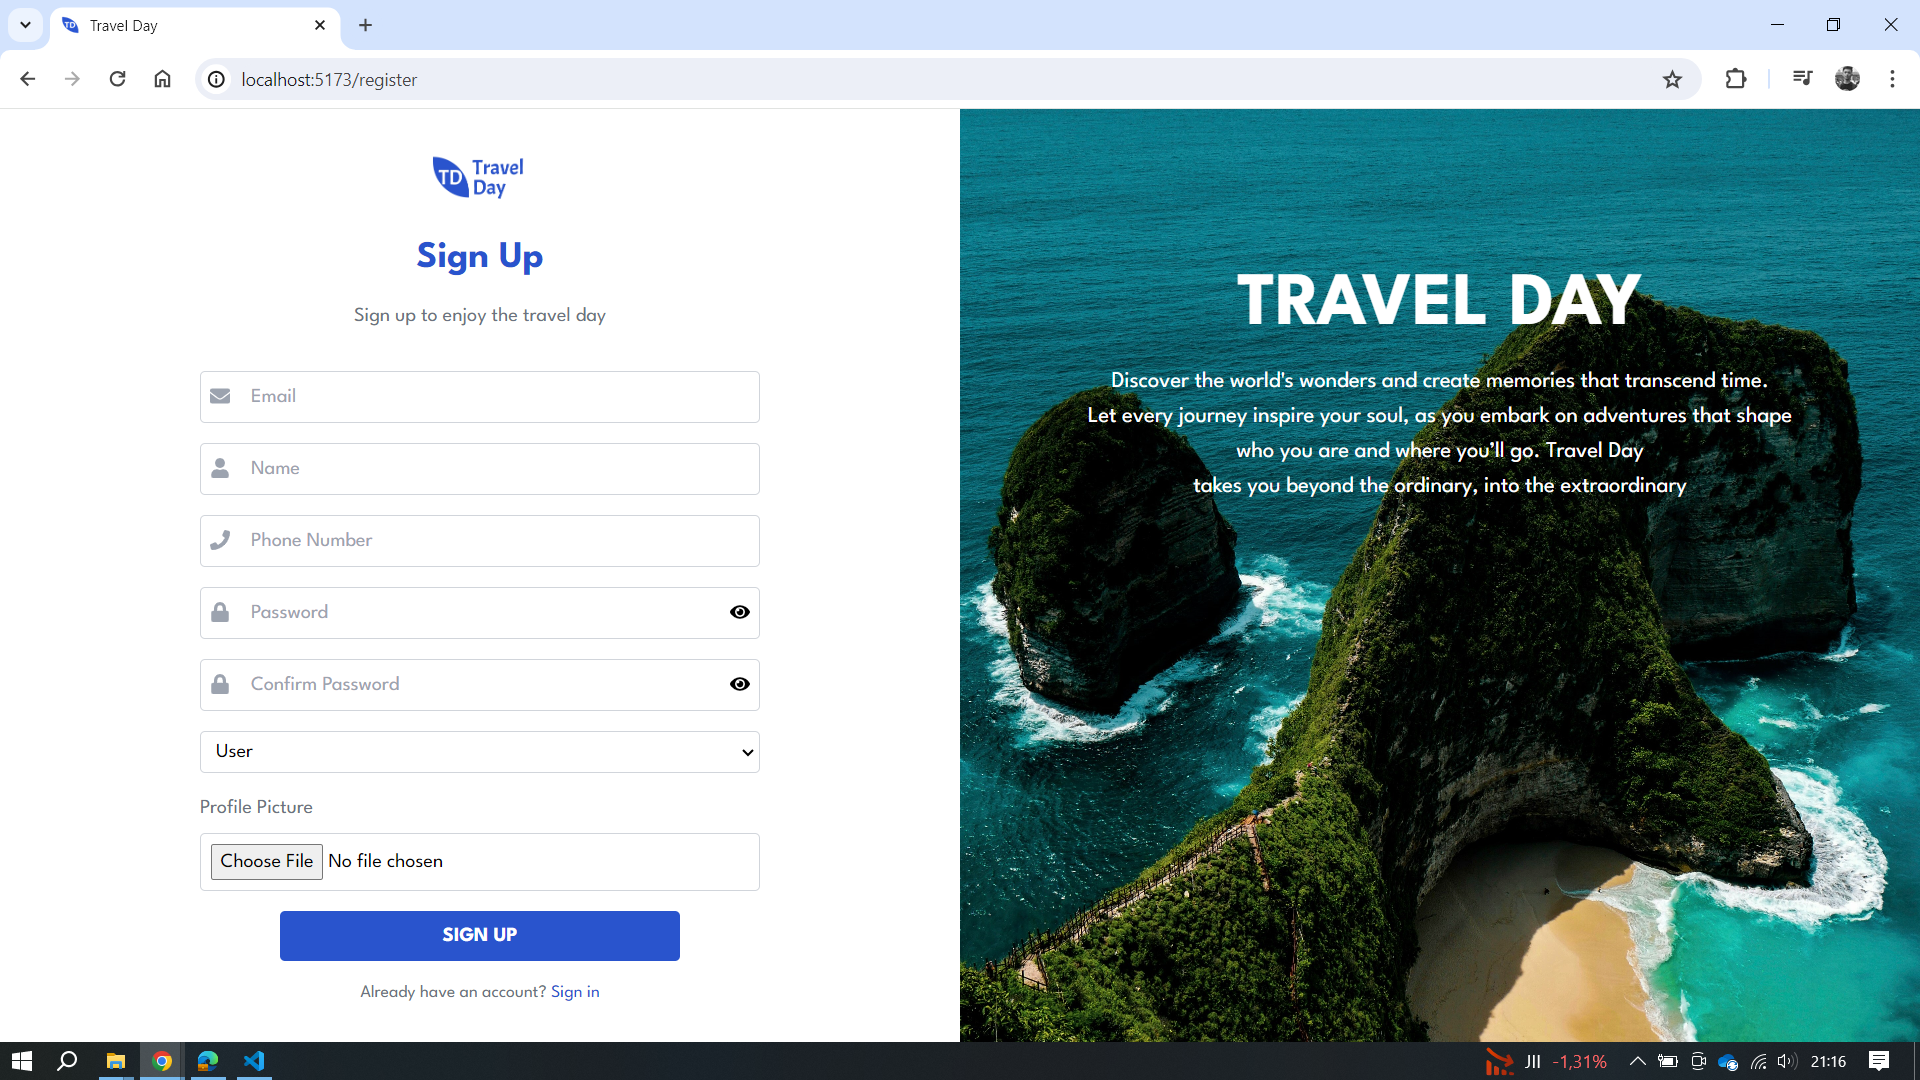 Travel Day
localhost:5173/register
TD Travel
Day
Sign Up
Sign up to enjoy the travel day
Email
Name
Phone Number
Password
Confirm Password
User
Profile Picture
Choose File No file chosen
SIGN UP
Already have an account? Sign in
TRAVEL DAY
Discover the world's wonders and create memories that transcend time.
Let every journey inspire your soul, as you embark on adventures that shape
who you are and where you’ll go. Travel Day
takes you beyond the ordinary, into the extraordinary
JII -1,31%
21:16